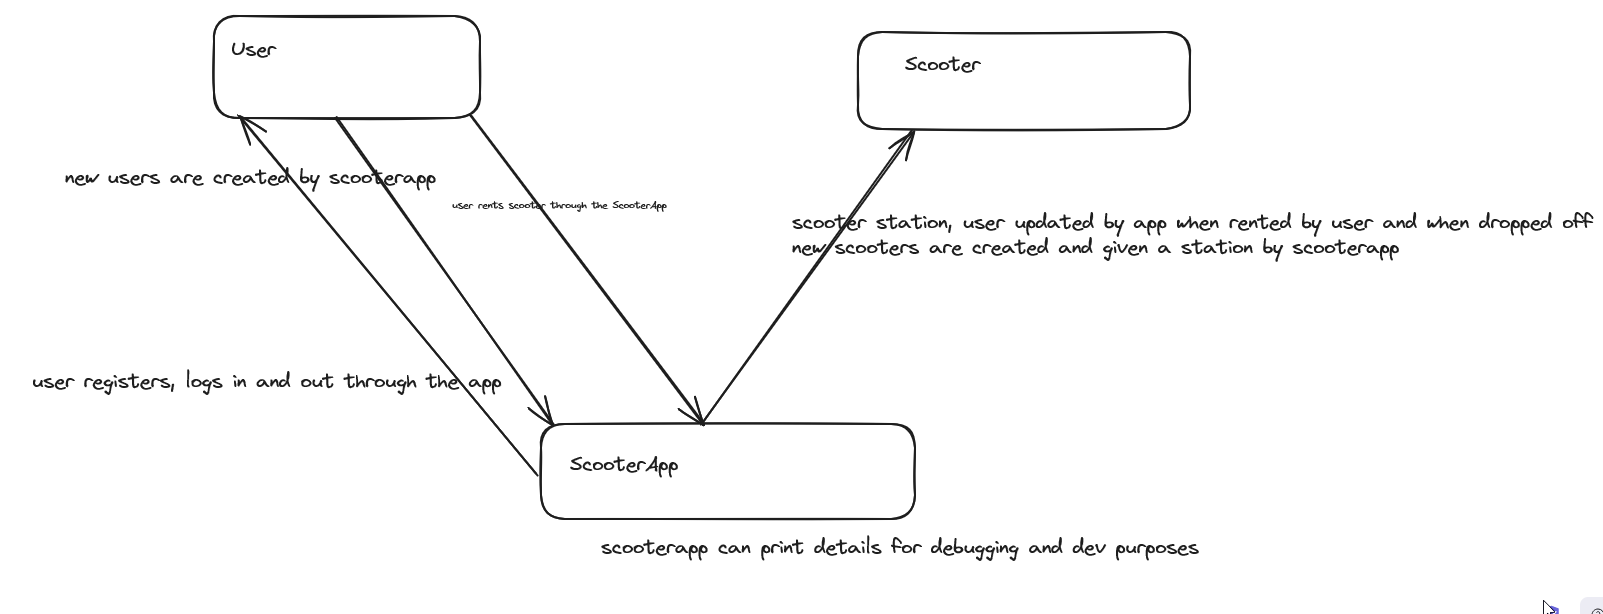 User
Scooter
new users are created by scooterapp
user rents scooter through the ScooterApp
scooter station, user updated by app when rented by user and when dropped off
new scooters are created and given a station by scooterapp
user registers, logs in and out through the app
ScooterApp
scooterapp can print details for debugging and dev purposes